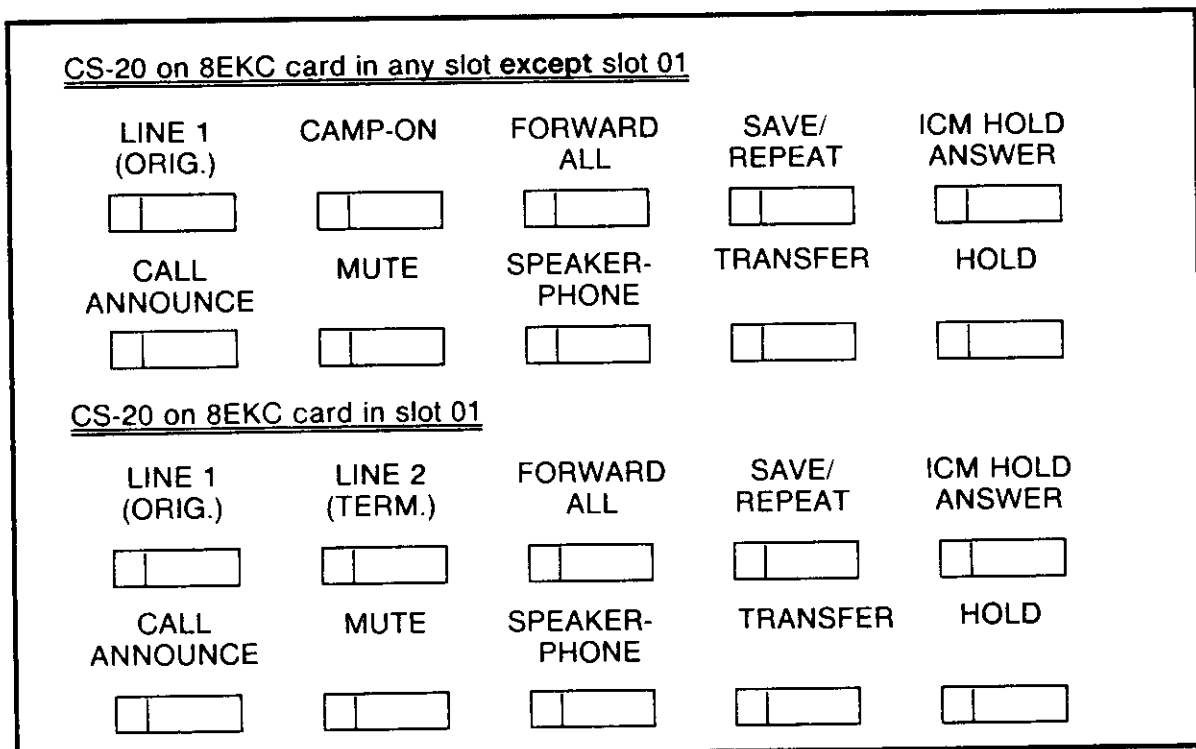 CS-20 on 8EKC card in any slot except slot 01
LINE 1 (ORIG.)
CAMP-ON
FORWARD ALL
SAVE/ REPEAT
ICM HOLD ANSWER
CALL ANNOUNCE
MUTE
SPEAKER- PHONE
TRANSFER
HOLD
CS-20 on 8EKC card in slot 01
LINE 1 (ORIG.)
LINE 2 (TERM.)
FORWARD ALL
SAVE/ REPEAT
ICM HOLD ANSWER
CALL ANNOUNCE
MUTE
SPEAKER- PHONE
TRANSFER
HOLD